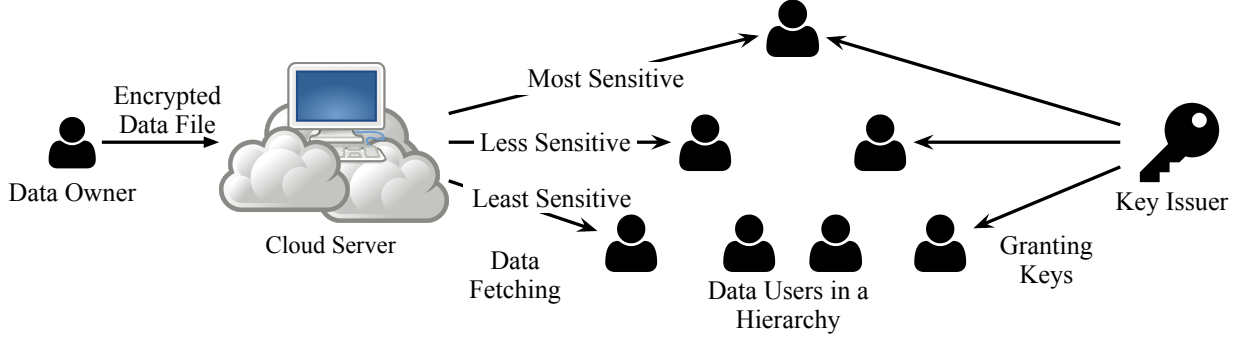 Encrypted
Data File
Data Owner
Cloud Server
Most Sensitive
Less Sensitive
Least Sensitive
Data
Fetching
Data Users in a
Hierarchy
Granting
Keys
Key Issuer